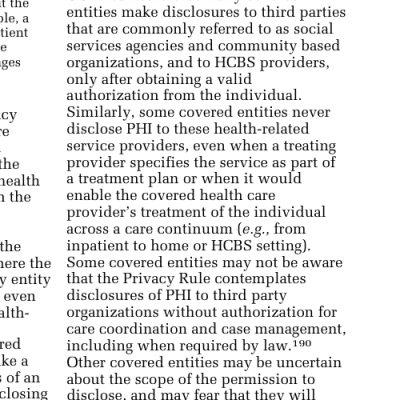 t the
ple, a
tient
e
ages
cy
re
the
health
n the
the
here the
y entity
even
alth-
red
ke a
s of an
closing
entities make disclosures to third parties
that are commonly referred to as social
services agencies and community based
organizations, and to HCBS providers,
only after obtaining a valid
authorization from the individual.
Similarly, some covered entities never
disclose PHI to these health-related
service providers, even when a treating
provider specifies the service as part of
a treatment plan or when it would
enable the covered health care
provider’s treatment of the individual
across a care continuum (e.g., from
inpatient to home or HCBS setting).
Some covered entities may not be aware
that the Privacy Rule contemplates
disclosures of PHI to third party
organizations without authorization for
care coordination and case management,
including when required by law.¹⁹⁰
Other covered entities may be uncertain
about the scope of the permission to
disclose, and may fear that they will